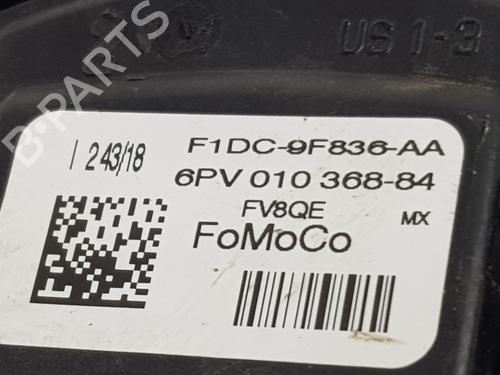 US 1-3
I 243/18
F1DC-9F836-AA
6PV 010 368-84
FV8QE
MX
FoMoCo
B-PARTS